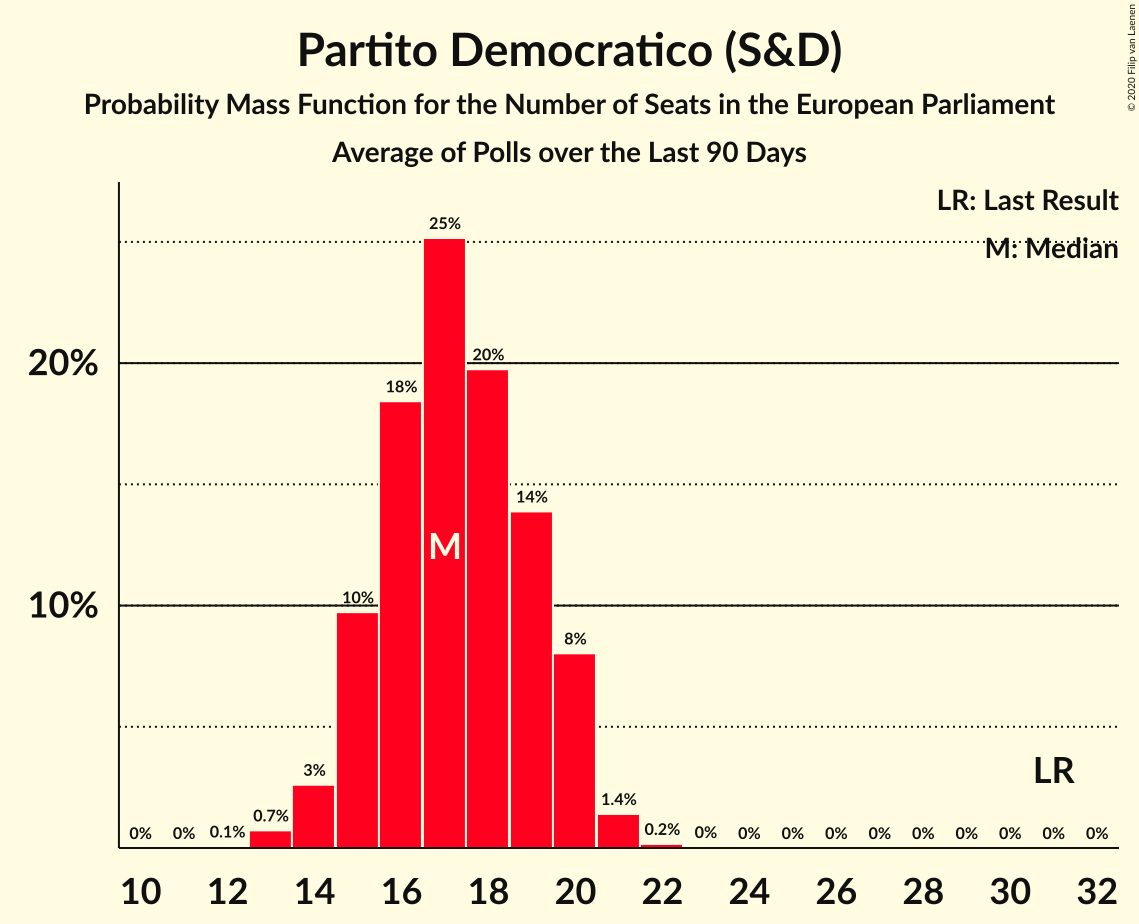 Partito Democratico (S&D)
Probability Mass Function for the Number of Seats in the European Parliament
Average of Polls over the Last 90 Days
© 2020 Filip van Laenen
LR: Last Result
M: Median
20%
10%
0%
0%
0.1%
0.7%
3%
10%
18%
25%
20%
14%
8%
1.4%
0.2%
0%
0%
0%
0%
0%
0%
0%
0%
0%
0%
M
LR
10 12 14 16 18 20 22 24 26 28 30 32